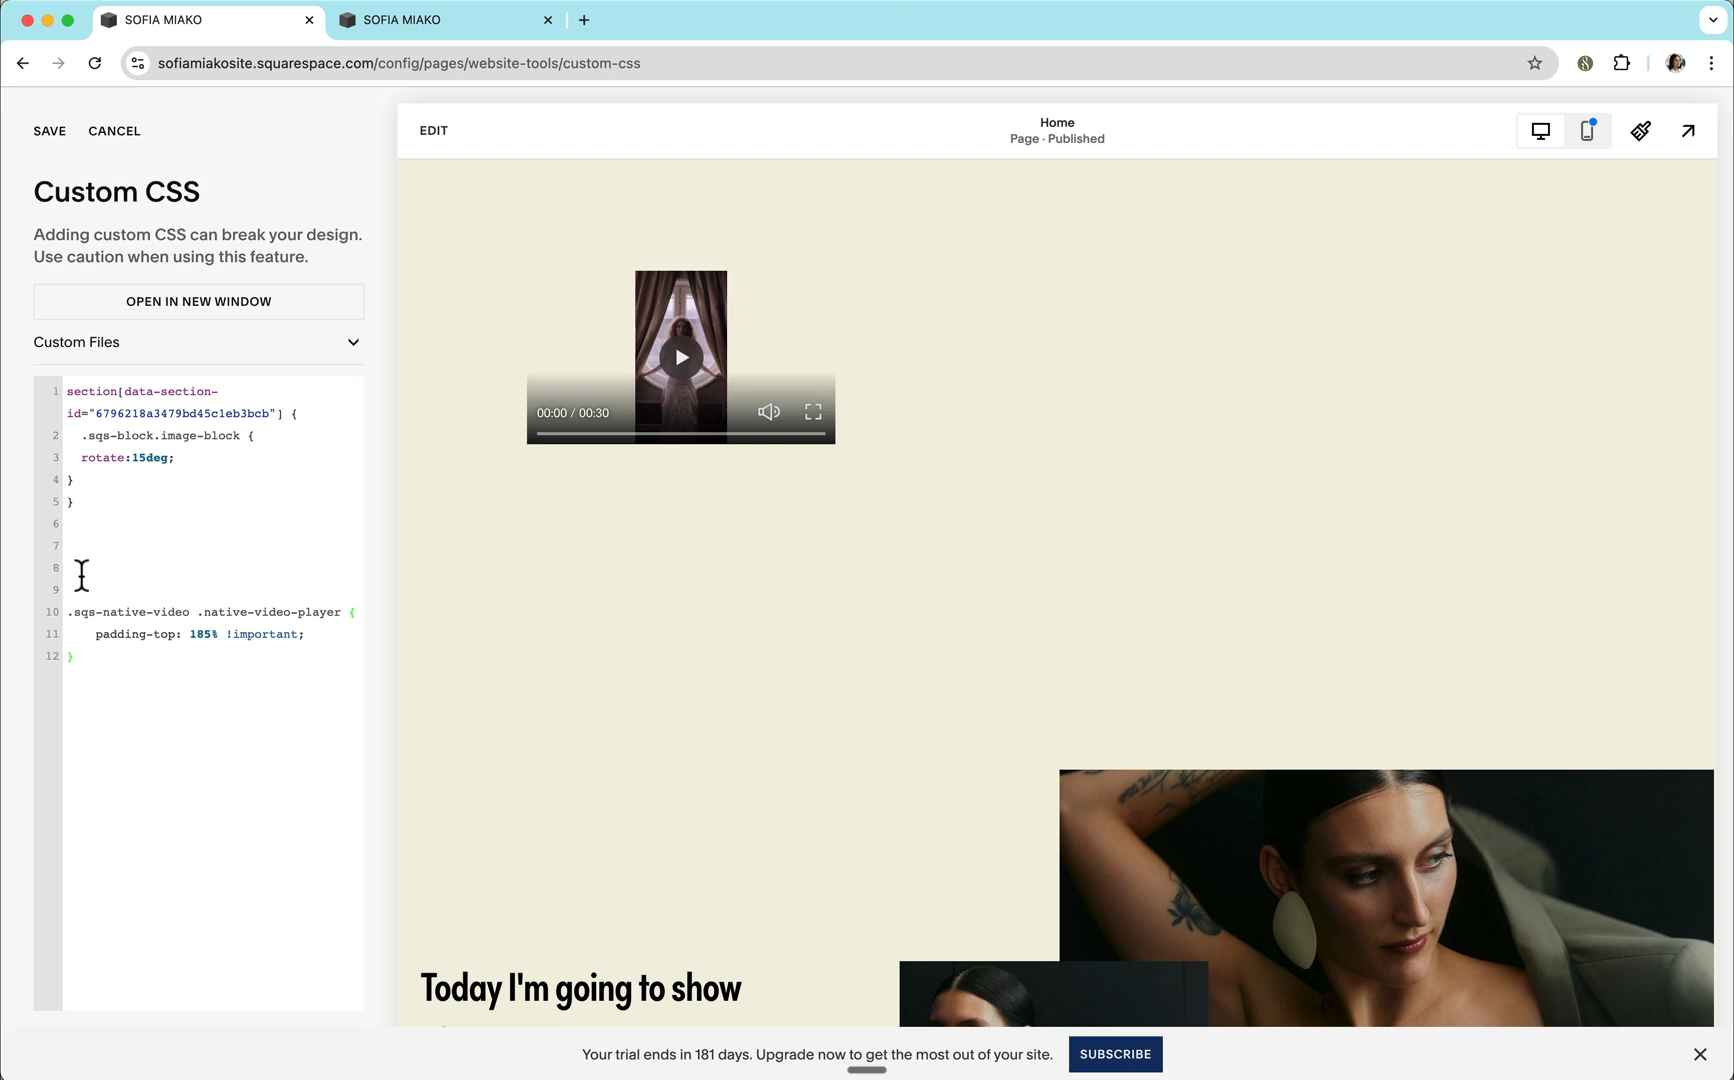 SOFIA MIAKO
SOFIA MIAKO
sofiamiakosite.squarespace.com/config/pages/website-tools/custom-css
SAVE CANCEL
EDIT
Home
Page · Published
Custom CSS
Adding custom CSS can break your design.
Use caution when using this feature.
OPEN IN NEW WINDOW
Custom Files
1 section[data-section-
id="6796218a3479bd45c1eb3bcb"] {
2 .sqs-block.image-block {
3 rotate:15deg;
4 }
5 }
6
7
8
9
10 .sqs-native-video .native-video-player {
11 padding-top: 185% !important;
12 }
00:00 / 00:30
Today I'm going to show
Your trial ends in 181 days. Upgrade now to get the most out of your site.
SUBSCRIBE